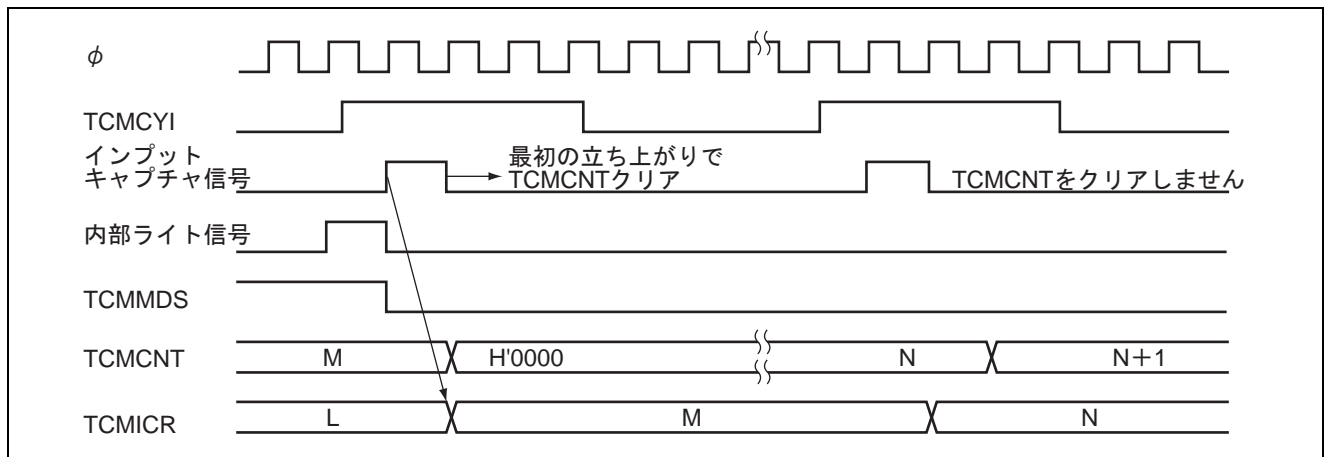 φ
TCMCYI
インプット
キャプチャ信号
最初の立ち上がりで
TCMCNTクリア
TCMCNTをクリアしません
内部ライト信号
TCMMDS
TCMCNT
M
H'0000
N
N+1
TCMICR
L
M
N